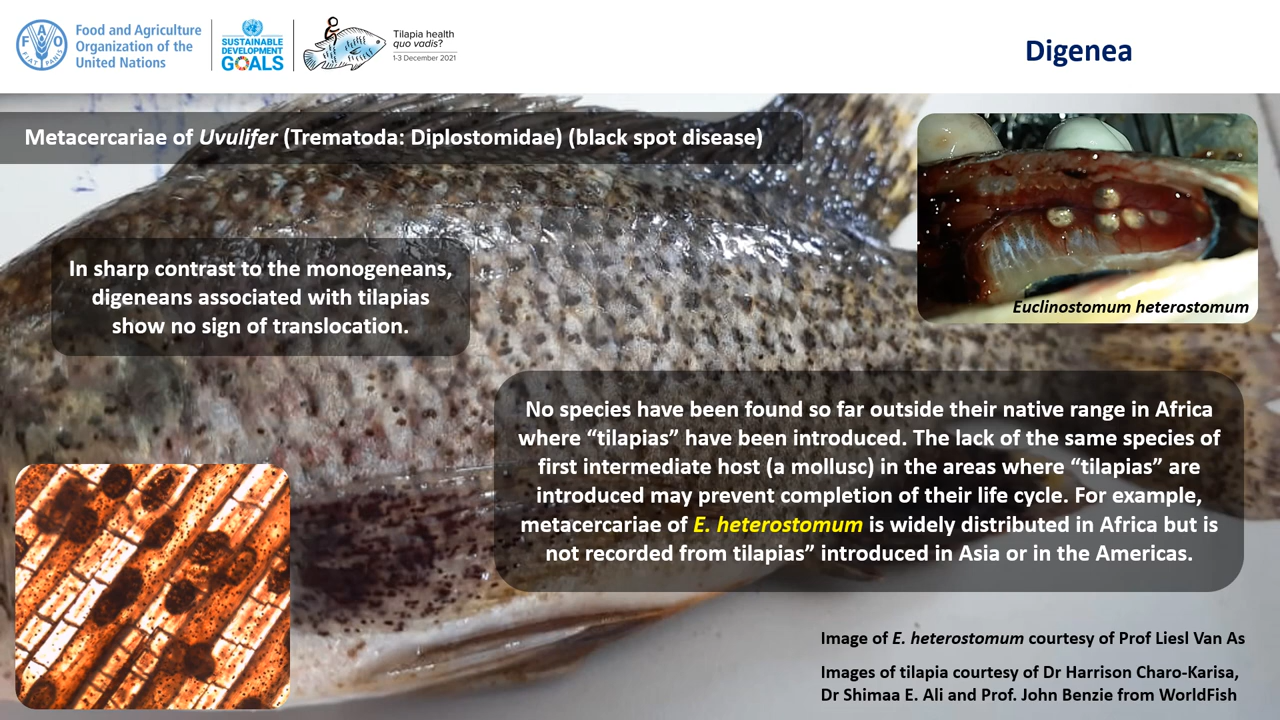 Food and Agriculture
Organization of the
United Nations
FAO
FIAT PANIS
SUSTAINABLE
DEVELOPMENT
GOALS
Tilapia health
quo vadis?
1-3 December 2021
Digenea
Metacercariae of Uvulifer (Trematoda: Diplostomidae) (black spot disease)
In sharp contrast to the monogeneans,
digeneans associated with tilapias
show no sign of translocation.
Euclinostomum heterostomum
No species have been found so far outside their native range in Africa
where “tilapias” have been introduced. The lack of the same species of
first intermediate host (a mollusc) in the areas where “tilapias” are
introduced may prevent completion of their life cycle. For example,
metacercariae of E. heterostomum is widely distributed in Africa but is
not recorded from tilapias” introduced in Asia or in the Americas.
Image of E. heterostomum courtesy of Prof Liesl Van As
Images of tilapia courtesy of Dr Harrison Charo-Karisa,
Dr Shimaa E. Ali and Prof. John Benzie from WorldFish